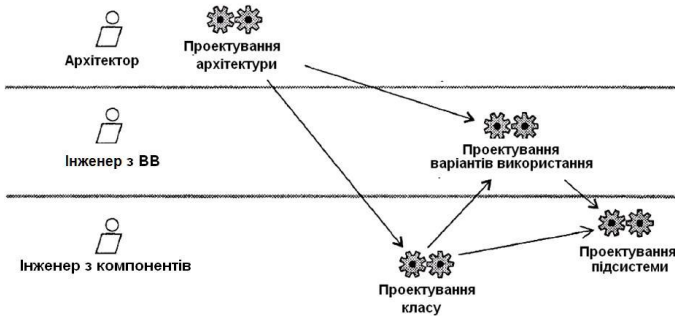 Архітектор
Проектування
архітектури
Інженер з ВВ
Проектування
варіантів використання
Інженер з компонентів
Проектування
класу
Проектування
підсистеми